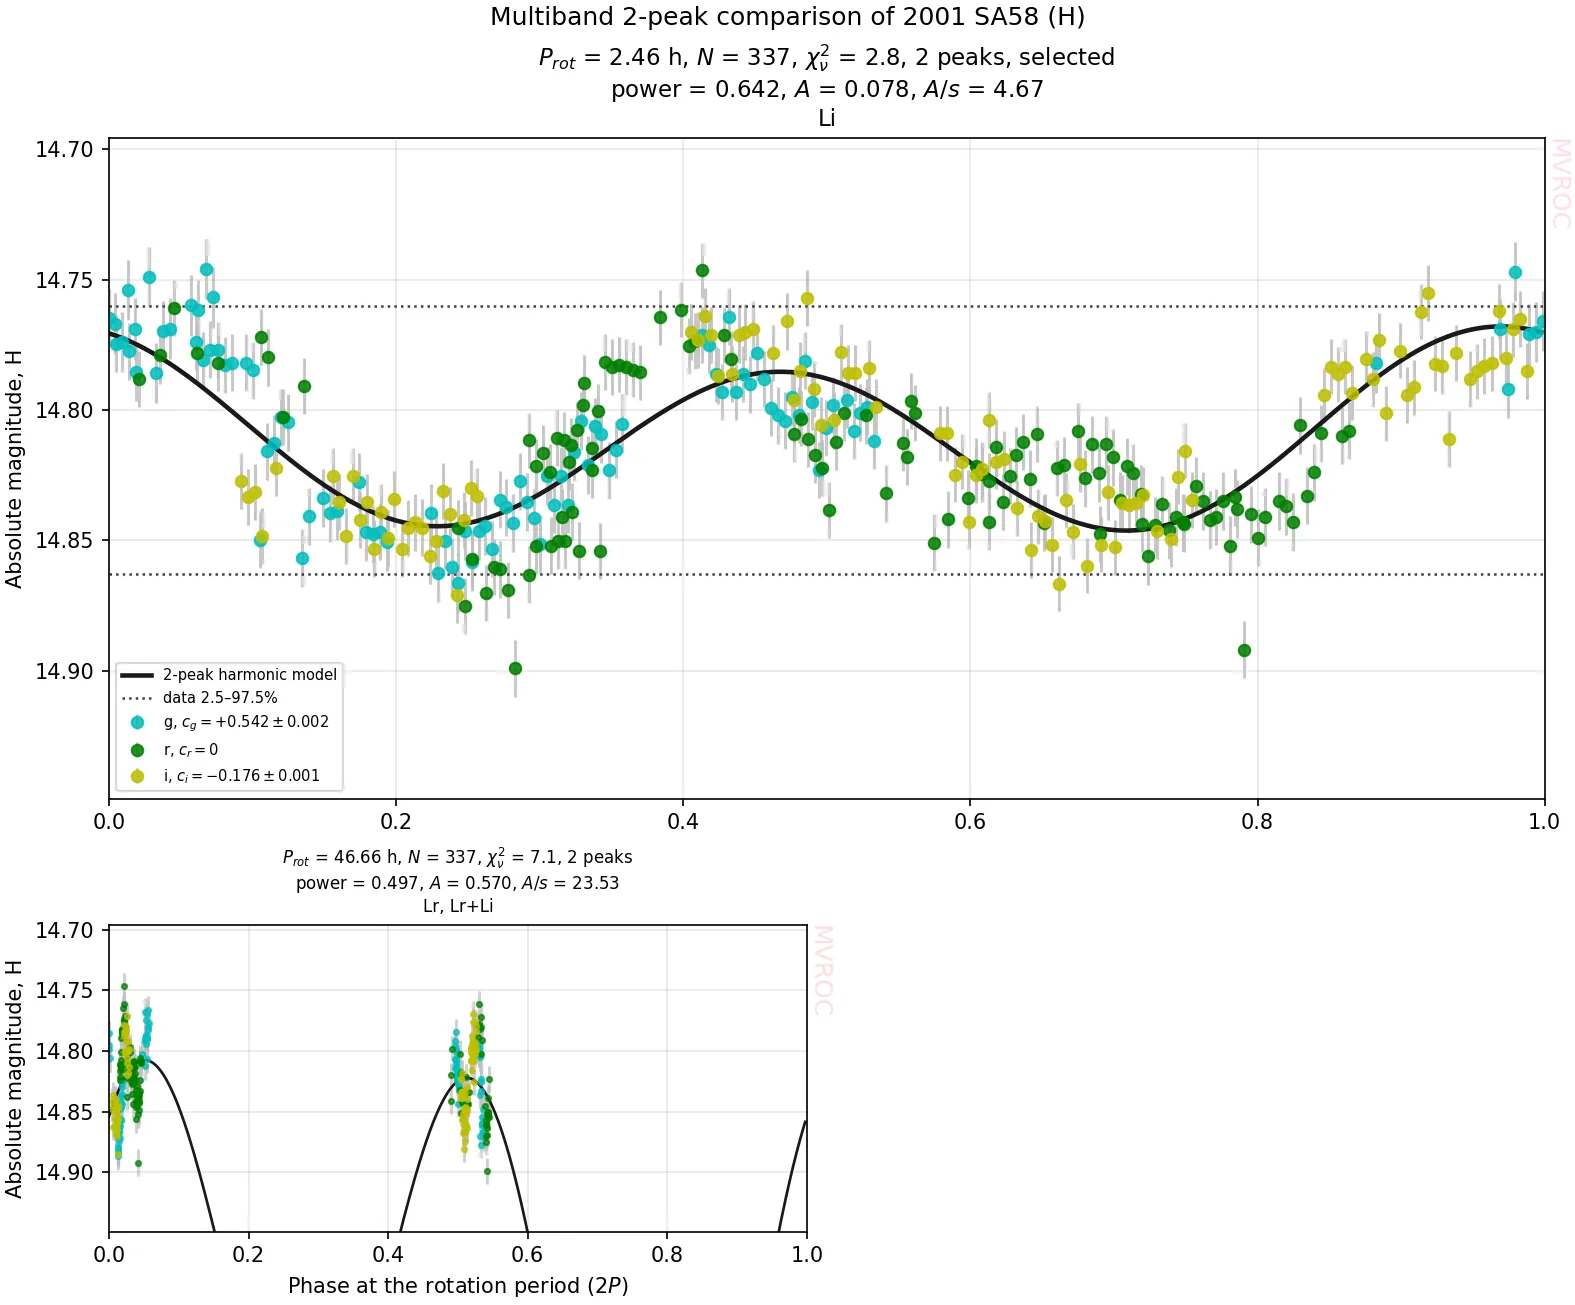 Multiband 2-peak comparison of 2001 SA58 (H)
P_rot = 2.46 h, N = 337, χ²_ν = 2.8, 2 peaks, selected
power = 0.642, A = 0.078, A/s = 4.67
Li
14.70
14.75
14.80
14.85
14.90
Absolute magnitude, H
MVROC
2-peak harmonic model
data 2.5–97.5%
g, c_g = +0.542 ± 0.002
r, c_r = 0
i, c_i = −0.176 ± 0.001
0.0 0.2 0.4 0.6 0.8 1.0
P_rot = 46.66 h, N = 337, χ²_ν = 7.1, 2 peaks
power = 0.497, A = 0.570, A/s = 23.53
Lr, Lr+Li
14.70
14.75
14.80
14.85
14.90
Absolute magnitude, H
MVROC
0.0 0.2 0.4 0.6 0.8 1.0
Phase at the rotation period (2P)